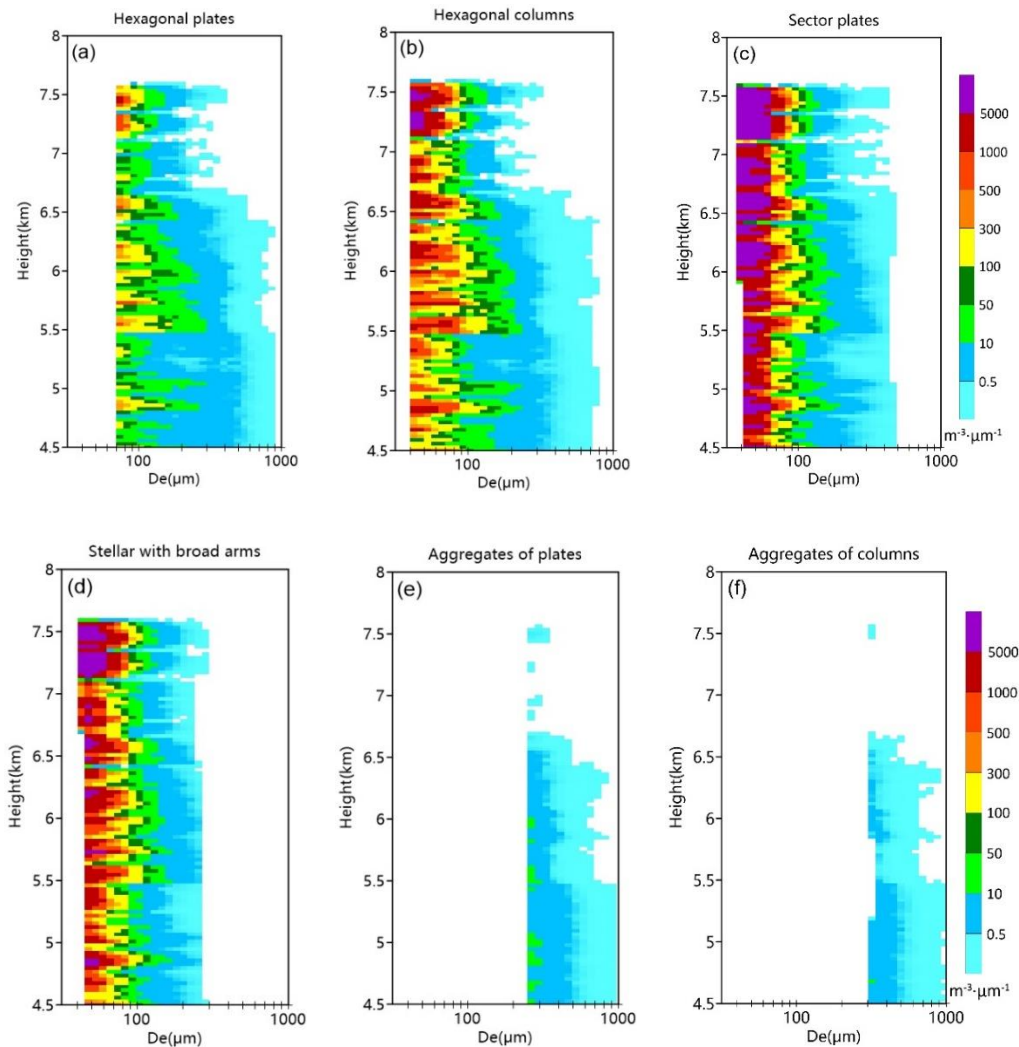 Hexagonal plates
(a)
8
7.5
7
6.5
6
5.5
5
4.5
Height(km)
100
1000
De(μm)
Hexagonal columns
(b)
8
7.5
7
6.5
6
5.5
5
4.5
Height(km)
100
1000
De(μm)
Sector plates
(c)
8
7.5
7
6.5
6
5.5
5
4.5
Height(km)
100
1000
De(μm)
5000
1000
500
300
100
50
10
0.5
m⁻³·μm⁻¹
Stellar with broad arms
(d)
8
7.5
7
6.5
6
5.5
5
4.5
Height(km)
100
1000
De(μm)
Aggregates of plates
(e)
8
7.5
7
6.5
6
5.5
5
4.5
Height(km)
100
1000
De(μm)
Aggregates of columns
(f)
8
7.5
7
6.5
6
5.5
5
4.5
Height(km)
100
1000
De(μm)
5000
1000
500
300
100
50
10
0.5
m⁻³·μm⁻¹